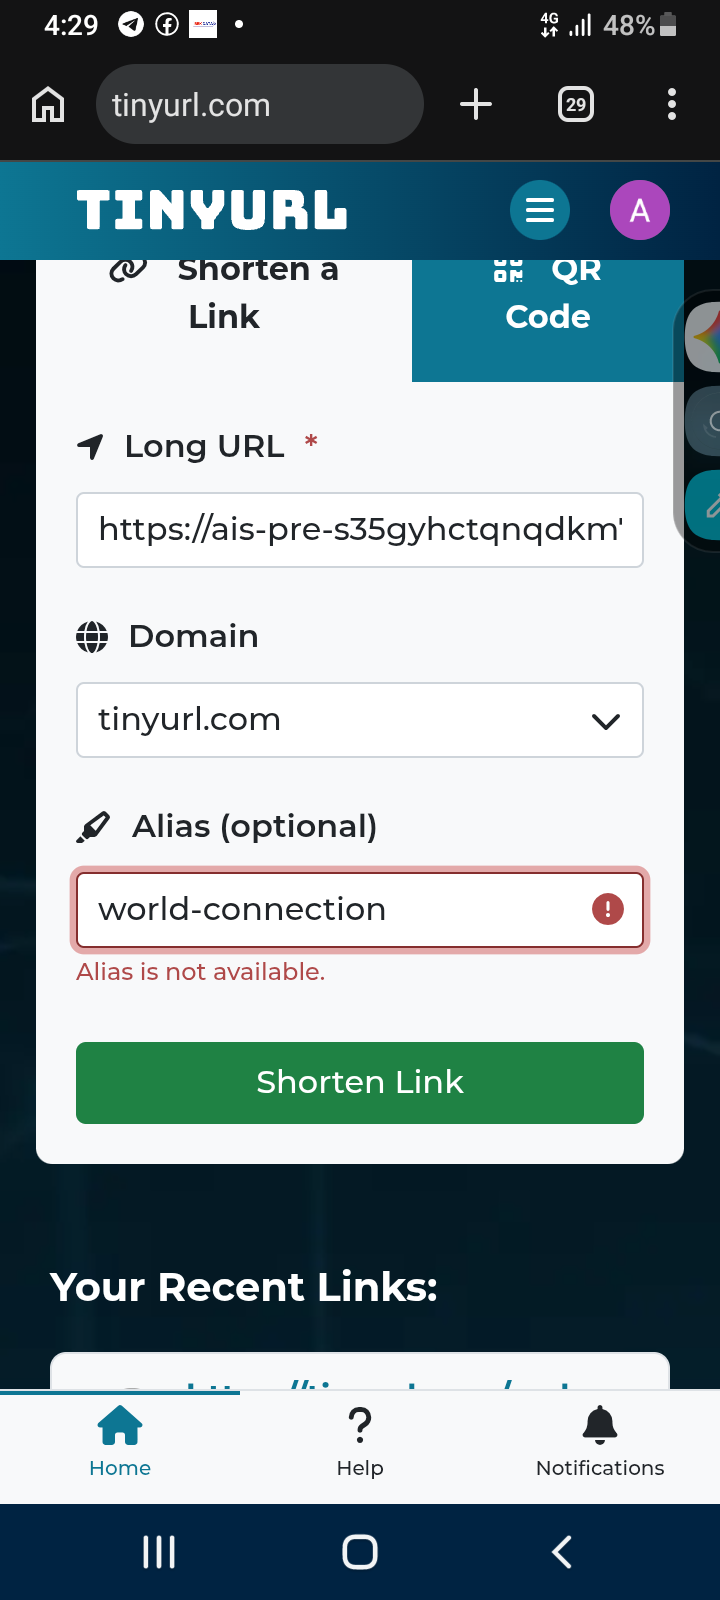 4:29
4G
48%
tinyurl.com
29
TINYURL
A
Shorten a
Link
QR
Code
Long URL *
https://ais-pre-s35gyhctqnqdkm
Domain
tinyurl.com
Alias (optional)
world-connection
Alias is not available.
Shorten Link
Your Recent Links:
Home
Help
Notifications